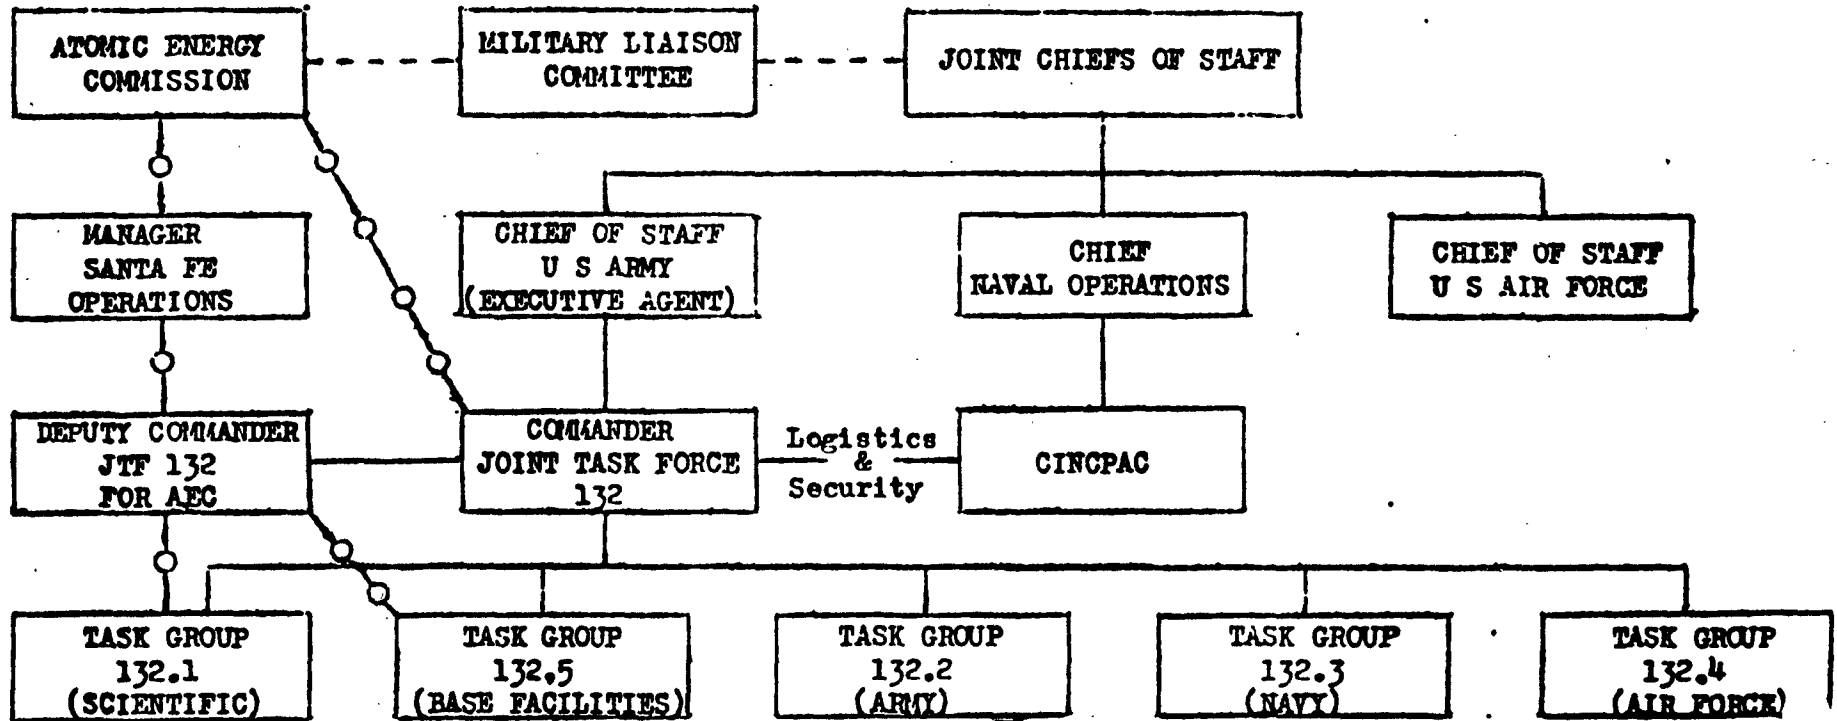 ATOMIC ENERGY
COMMISSION
MILITARY LIAISON
COMMITTEE
JOINT CHIEFS OF STAFF
MANAGER
SANTA FE
OPERATIONS
CHIEF OF STAFF
U S ARMY
(EXECUTIVE AGENT)
CHIEF
NAVAL OPERATIONS
CHIEF OF STAFF
U S AIR FORCE
DEPUTY COMMANDER
JTF 132
FOR AEC
COMMANDER
JOINT TASK FORCE
132
Logistics
&
Security
CINCPAC
TASK GROUP
132.1
(SCIENTIFIC)
TASK GROUP
132.5
(BASE FACILITIES)
TASK GROUP
132.2
(ARMY)
TASK GROUP
132.3
(NAVY)
TASK GROUP
132.4
(AIR FORCE)